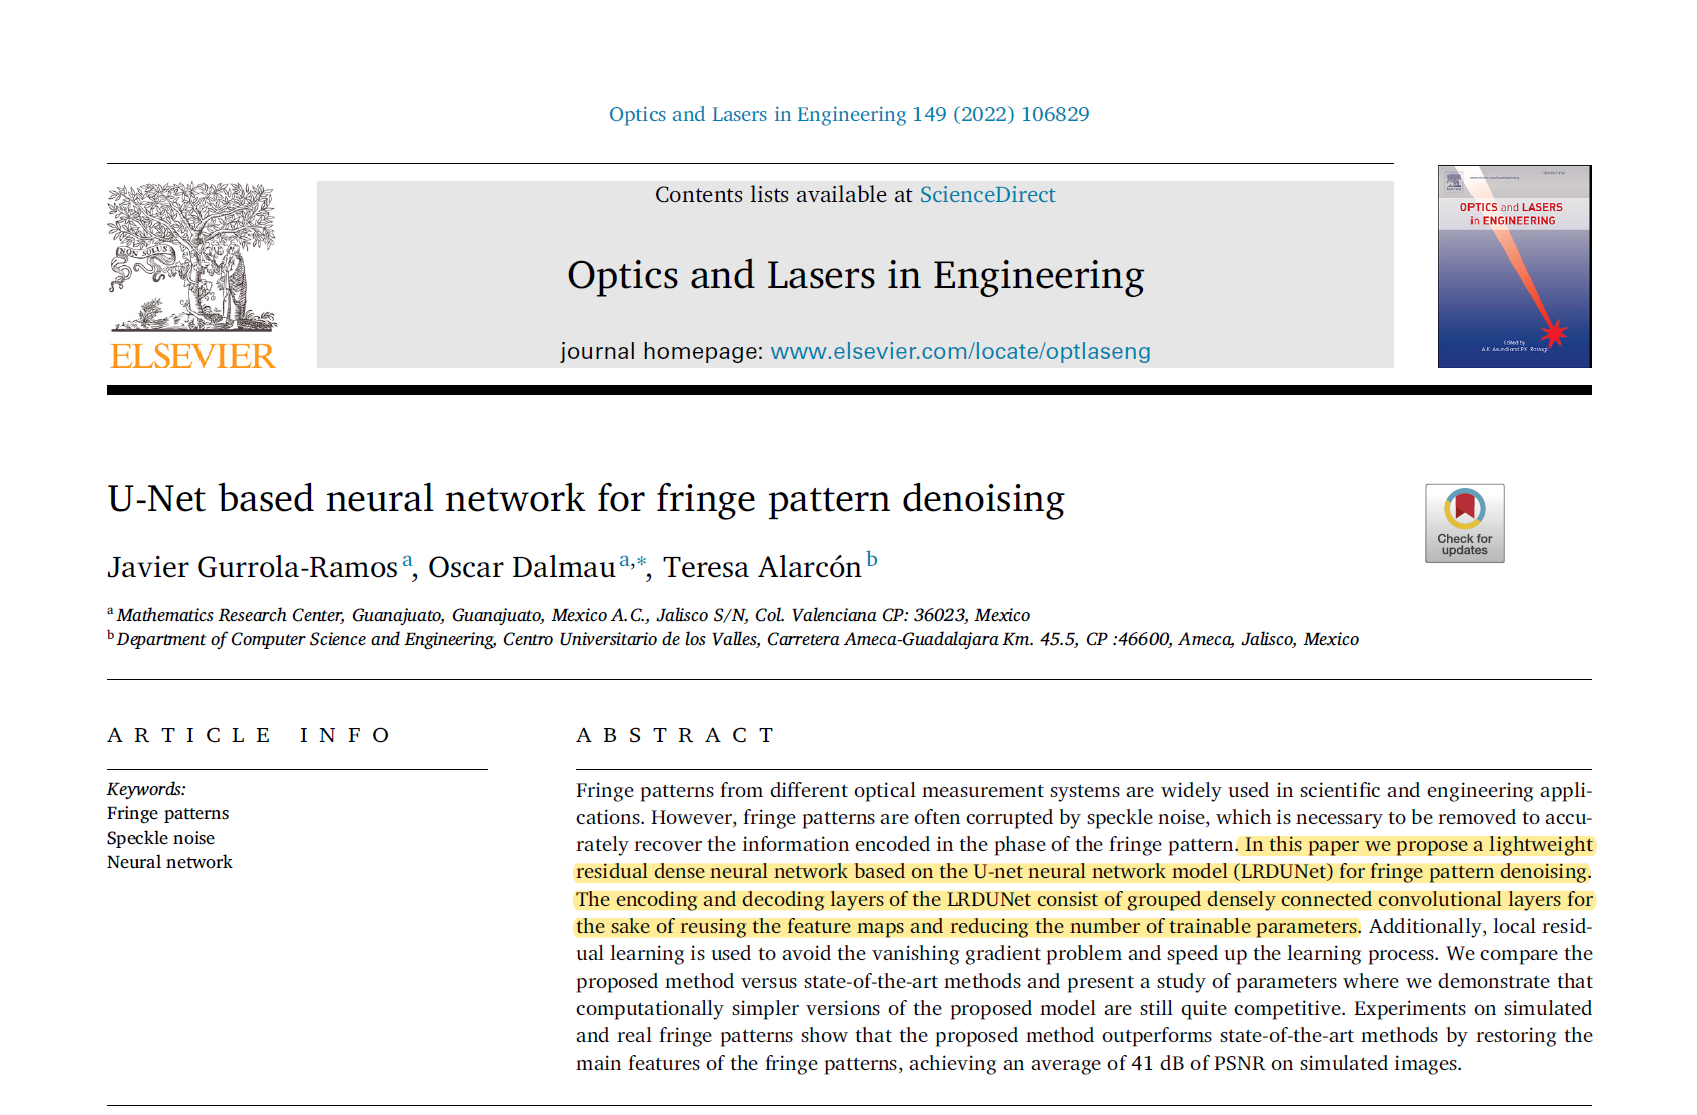 Optics and Lasers in Engineering 149 (2022) 106829
Contents lists available at ScienceDirect
Optics and Lasers in Engineering
journal homepage: www.elsevier.com/locate/optlaseng
NON SOLUS
ELSEVIER
OPTICS and LASERS
in ENGINEERING
Edited by
U-Net based neural network for fringe pattern denoising
Javier Gurrola-Ramos a, Oscar Dalmau a,*, Teresa Alarcón b
a Mathematics Research Center, Guanajuato, Guanajuato, Mexico A.C., Jalisco S/N, Col. Valenciana CP: 36023, Mexico
b Department of Computer Science and Engineering, Centro Universitario de los Valles, Carretera Ameca-Guadalajara Km. 45.5, CP :46600, Ameca, Jalisco, Mexico
Check for
updates
ARTICLE INFO
Keywords:
Fringe patterns
Speckle noise
Neural network
ABSTRACT
Fringe patterns from different optical measurement systems are widely used in scientific and engineering appli-
cations. However, fringe patterns are often corrupted by speckle noise, which is necessary to be removed to accu-
rately recover the information encoded in the phase of the fringe pattern. In this paper we propose a lightweight
residual dense neural network based on the U-net neural network model (LRDUNet) for fringe pattern denoising.
The encoding and decoding layers of the LRDUNet consist of grouped densely connected convolutional layers for
the sake of reusing the feature maps and reducing the number of trainable parameters. Additionally, local resid-
ual learning is used to avoid the vanishing gradient problem and speed up the learning process. We compare the
proposed method versus state-of-the-art methods and present a study of parameters where we demonstrate that
computationally simpler versions of the proposed model are still quite competitive. Experiments on simulated
and real fringe patterns show that the proposed method outperforms state-of-the-art methods by restoring the
main features of the fringe patterns, achieving an average of 41 dB of PSNR on simulated images.